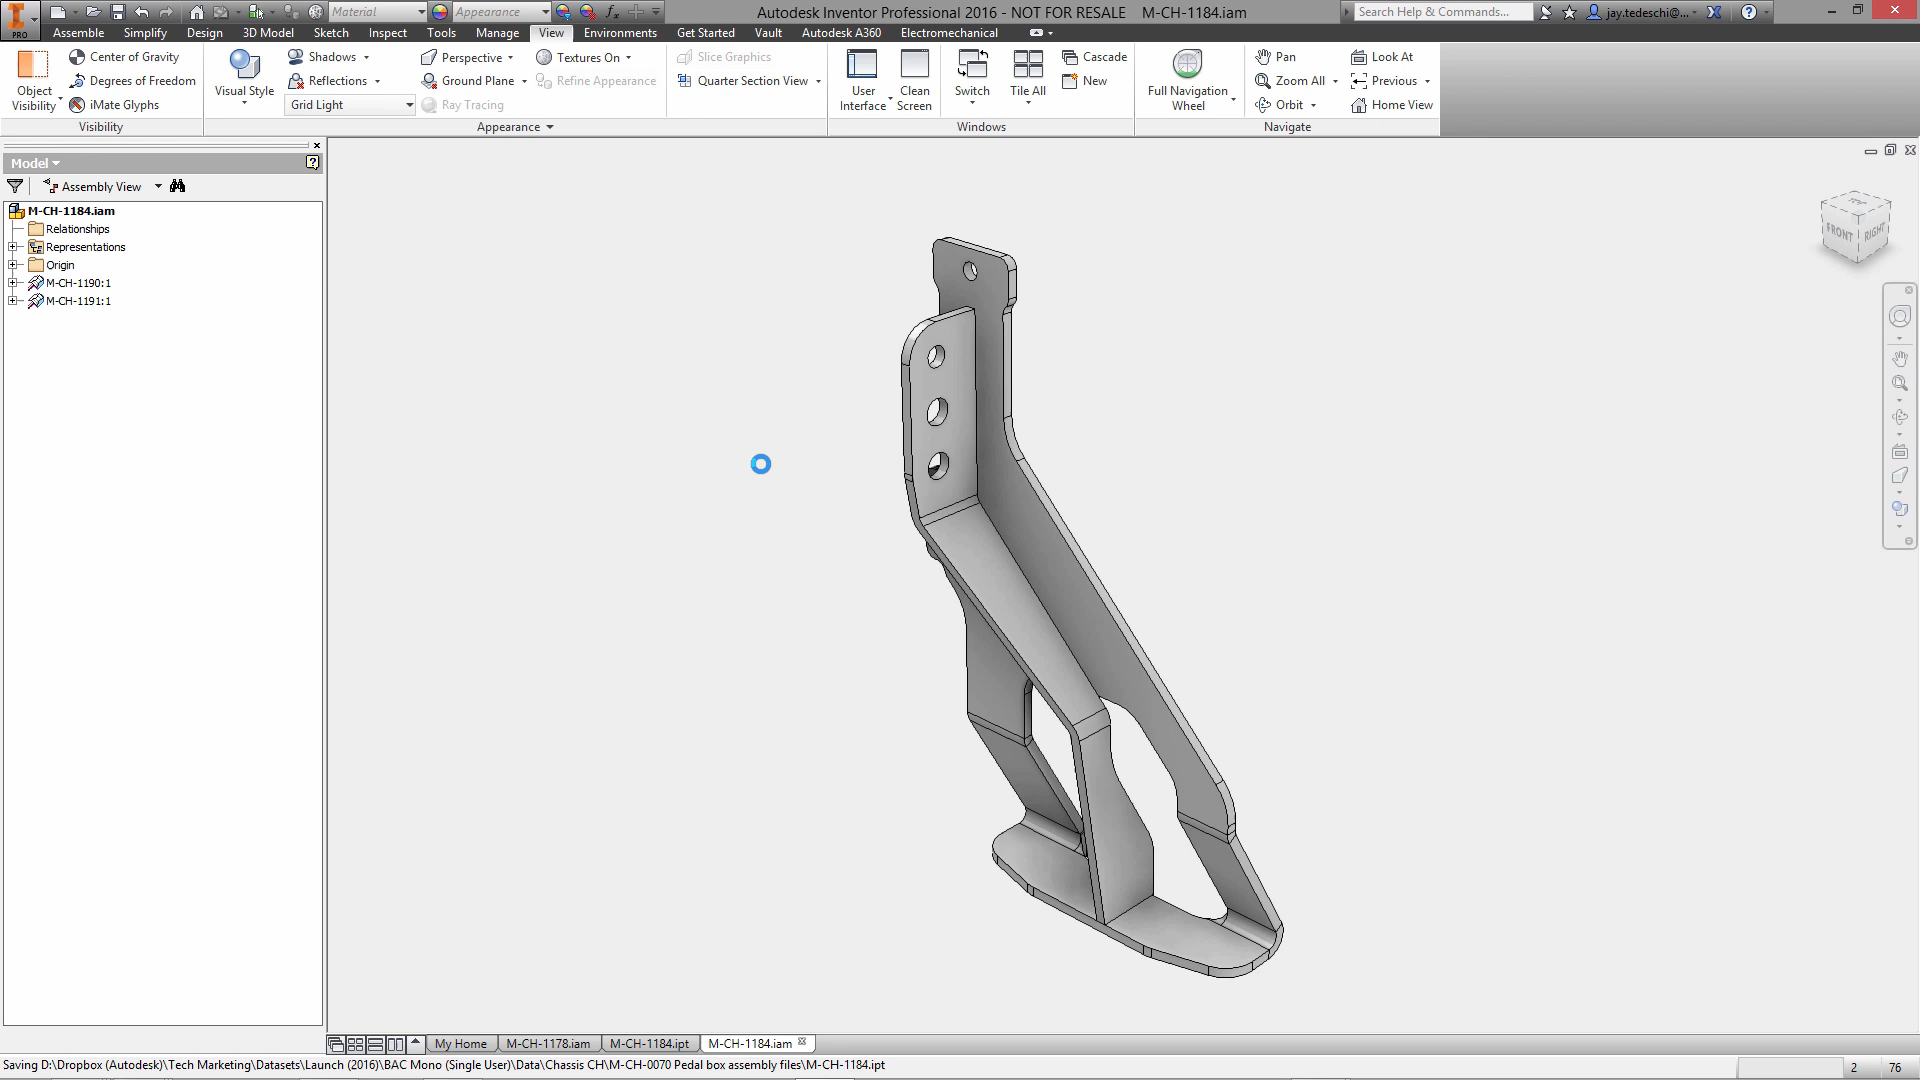 Material
Appearance
Autodesk Inventor Professional 2016 - NOT FOR RESALE M-CH-1184.iam
Search Help & Commands...
jay.tedeschi@...
PRO
Assemble Simplify Design 3D Model Sketch Inspect Tools Manage View Environments Get Started Vault Autodesk A360 Electromechanical
Object Visibility
Center of Gravity
Degrees of Freedom
iMate Glyphs
Visibility
Visual Style
Shadows
Reflections
Grid Light
Perspective
Ground Plane
Ray Tracing
Textures On
Refine Appearance
Appearance
Slice Graphics
Quarter Section View
User Interface
Clean Screen
Switch
Tile All
Cascade
New
Windows
Full Navigation Wheel
Pan
Zoom All
Orbit
Look At
Previous
Home View
Navigate
Model
Assembly View
M-CH-1184.iam
Relationships
Representations
Origin
M-CH-1190:1
M-CH-1191:1
FRONT
RIGHT
My Home M-CH-1178.iam M-CH-1184.ipt M-CH-1184.iam
Saving D:\Dropbox (Autodesk)\Tech Marketing\Datasets\Launch (2016)\BAC Mono (Single User)\Data\Chassis CH\M-CH-0070 Pedal box assembly files\M-CH-1184.ipt
2 76